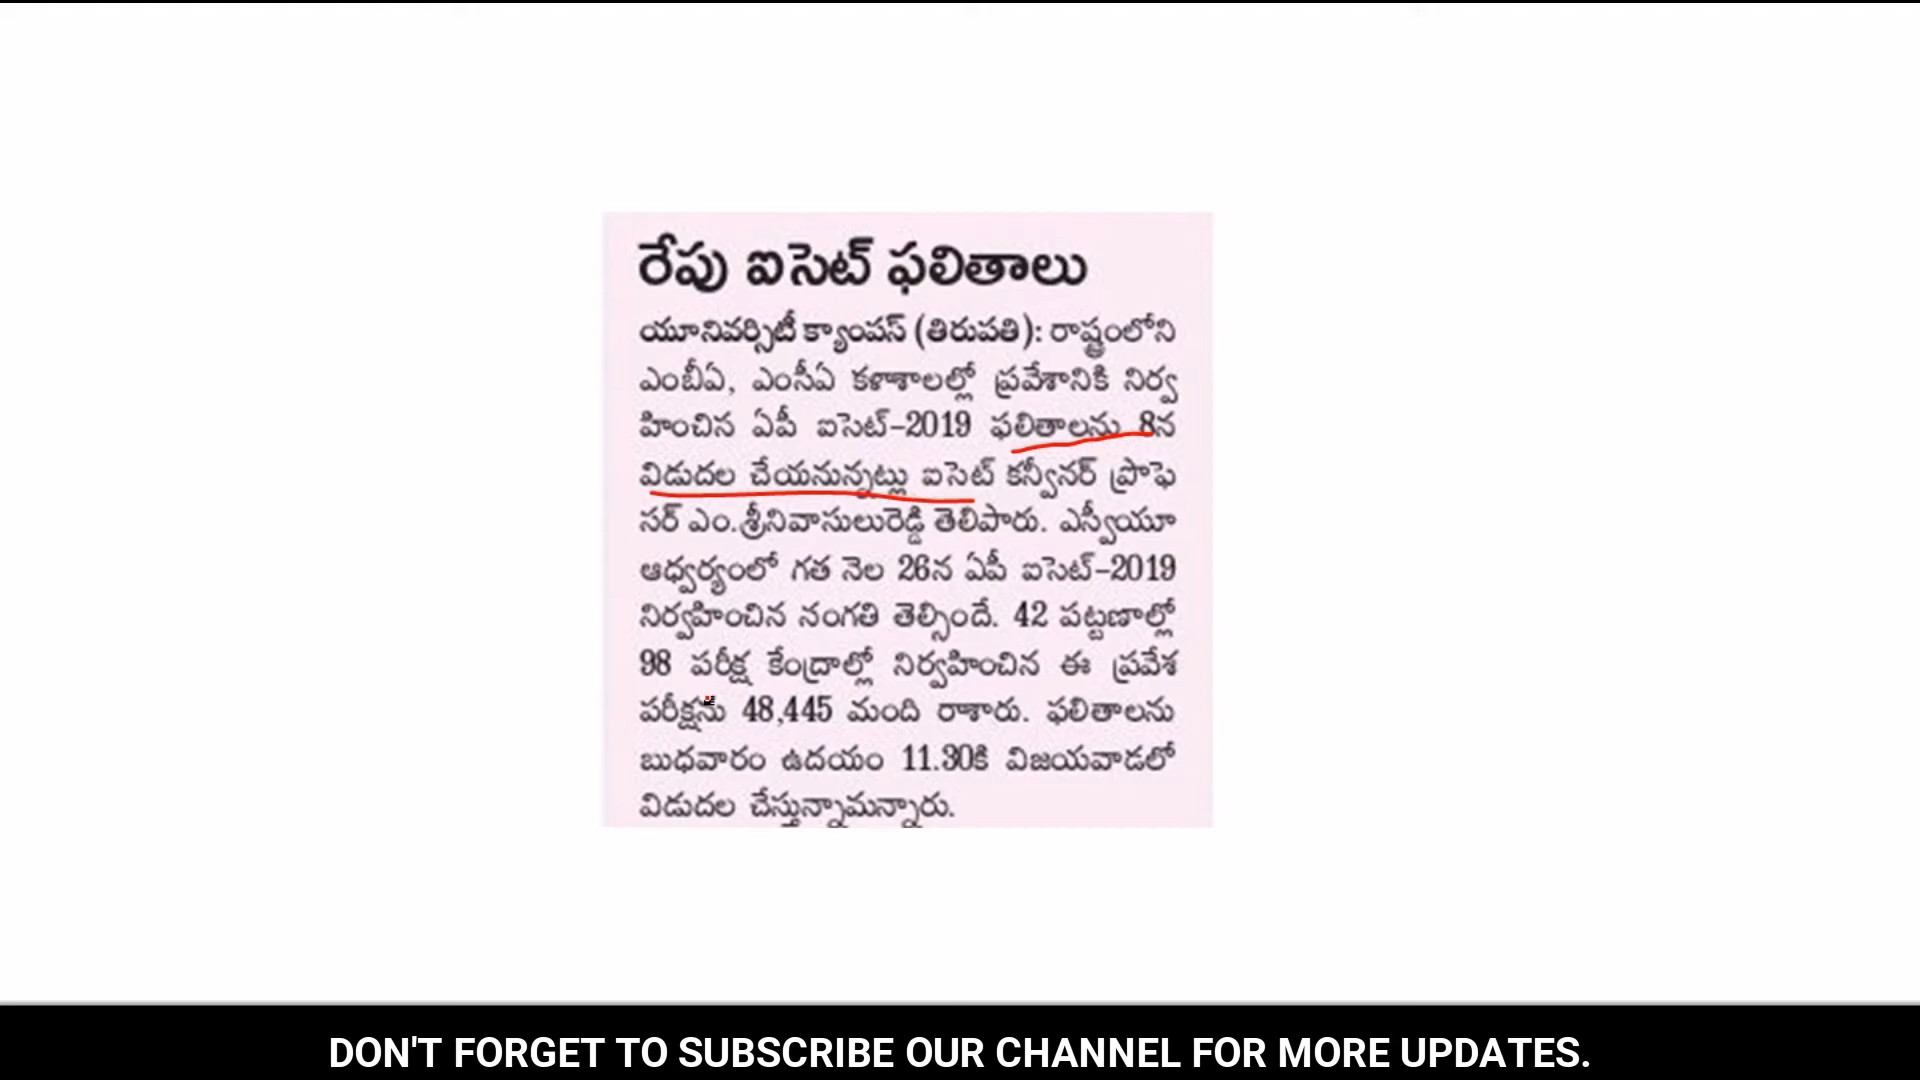 రేపు ఐసెట్ ఫలితాలు
యూనివర్సిటీ క్యాంపస్ (తిరుపతి): రాష్ట్రంలోని
ఎంబీఏ, ఎంసీఏ కళాశాలల్లో ప్రవేశానికి నిర్వ
హించిన ఏపీ ఐసెట్–2019 ఫలితాలను 8న
విడుదల చేయనున్నట్లు ఐసెట్ కన్వీనర్ ప్రొఫె
సర్ ఎం.శ్రీనివాసులురెడ్డి తెలిపారు. ఎస్వీయూ
ఆధ్వర్యంలో గత నెల 26న ఏపీ ఐసెట్–2019
నిర్వహించిన సంగతి తెల్సిందే. 42 పట్టణాల్లో
98 పరీక్ష కేంద్రాల్లో నిర్వహించిన ఈ ప్రవేశ
పరీక్షను 48,445 మంది రాశారు. ఫలితాలను
బుధవారం ఉదయం 11.30కి విజయవాడలో
విడుదల చేస్తున్నామన్నారు.
DON'T FORGET TO SUBSCRIBE OUR CHANNEL FOR MORE UPDATES.